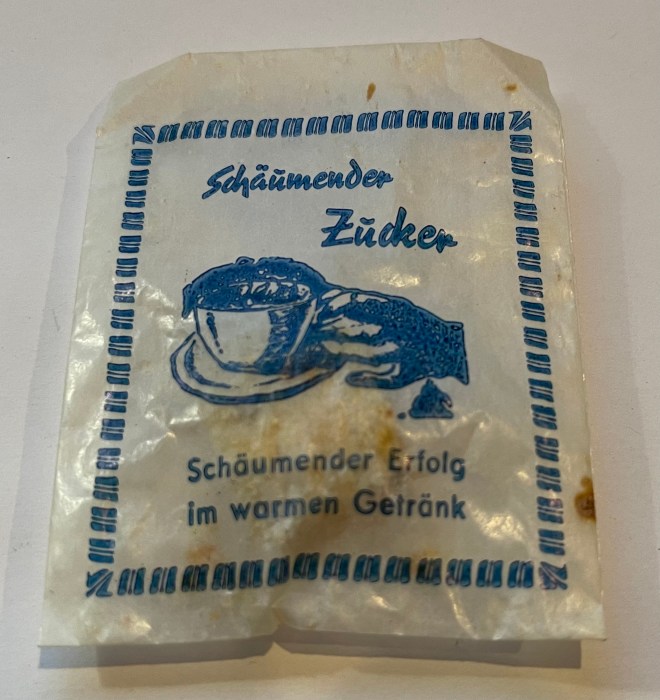 Schäumender
Zucker
Schäumender Erfolg
im warmen Getränk